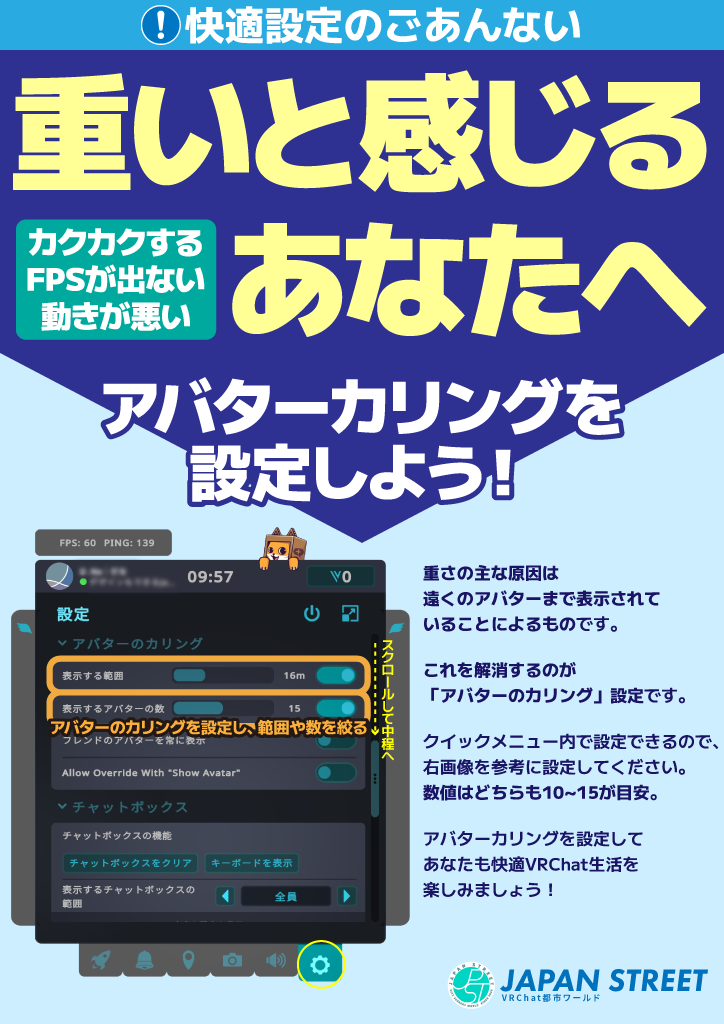 快適設定のごあんない
重いと感じる
カクカクする
FPSが出ない
動きが悪い
あなたへ
アバターカリングを
設定しよう!
FPS: 60 PING: 139
09:57
0
設定
アバターのカリング
表示する範囲 16m
表示するアバターの数 15
アバターのカリングを設定し、範囲や数を絞る
フレンドのアバターを常に表示
Allow Override With "Show Avatar"
チャットボックス
チャットボックスの機能
チャットボックスをクリア キーボードを表示
表示するチャットボックスの
範囲
全員
スクロールして中程へ
重さの主な原因は
遠くのアバターまで表示されて
いることによるものです。
これを解消するのが
「アバターのカリング」設定です。
クイックメニュー内で設定できるので、
右画像を参考に設定してください。
数値はどちらも10~15が目安。
アバターカリングを設定して
あなたも快適VRChat生活を
楽しみましょう！
JAPAN STREET
VRChat都市ワールド